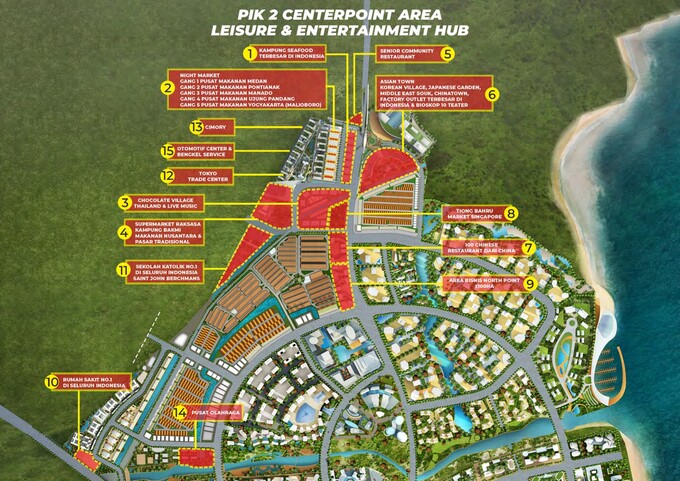 PIK 2 CENTERPOINT AREA
LEISURE & ENTERTAINMENT HUB
1
KAMPUNG SEAFOOD
TERBESAR DI INDONESIA
5
SENIOR COMMUNITY
RESTAURANT
2
NIGHT MARKET
GANG 1 PUSAT MAKANAN MEDAN
GANG 2 PUSAT MAKANAN PONTIANAK
GANG 3 PUSAT MAKANAN MANADO
GANG 4 PUSAT MAKANAN UJUNG PANDANG
GANG 5 PUSAT MAKANAN YOGYAKARTA (MALIOBORO)
6
ASIAN TOWN
KOREAN VILLAGE, JAPANESE GARDEN,
MIDDLE EAST SOUK, CHINATOWN,
FACTORY OUTLET TERBESAR DI
INDONESIA & BIOSKOP 10 TEATER
13
CIMORY
15
OTOMOTIF CENTER &
BENGKEL SERVICE
12
TOKYO
TRADE CENTER
3
CHOCOLATE VILLAGE
THAILAND & LIVE MUSIC
8
TIONG BAHRU
MARKET SINGAPORE
4
SUPERMARKET RAKSASA
KAMPUNG BAKMI
MAKANAN NUSANTARA &
PASAR TRADISIONAL
7
100 CHINESE
RESTAURANT DARI CHINA
11
SEKOLAH KATOLIK NO.1
DI SELURUH INDONESIA
SAINT JOHN BERCHMANS
9
AREA BISNIS NORTH POINT
±100HA
10
RUMAH SAKIT NO.1
DI SELURUH INDONESIA
14
PUSAT OLAHRAGA